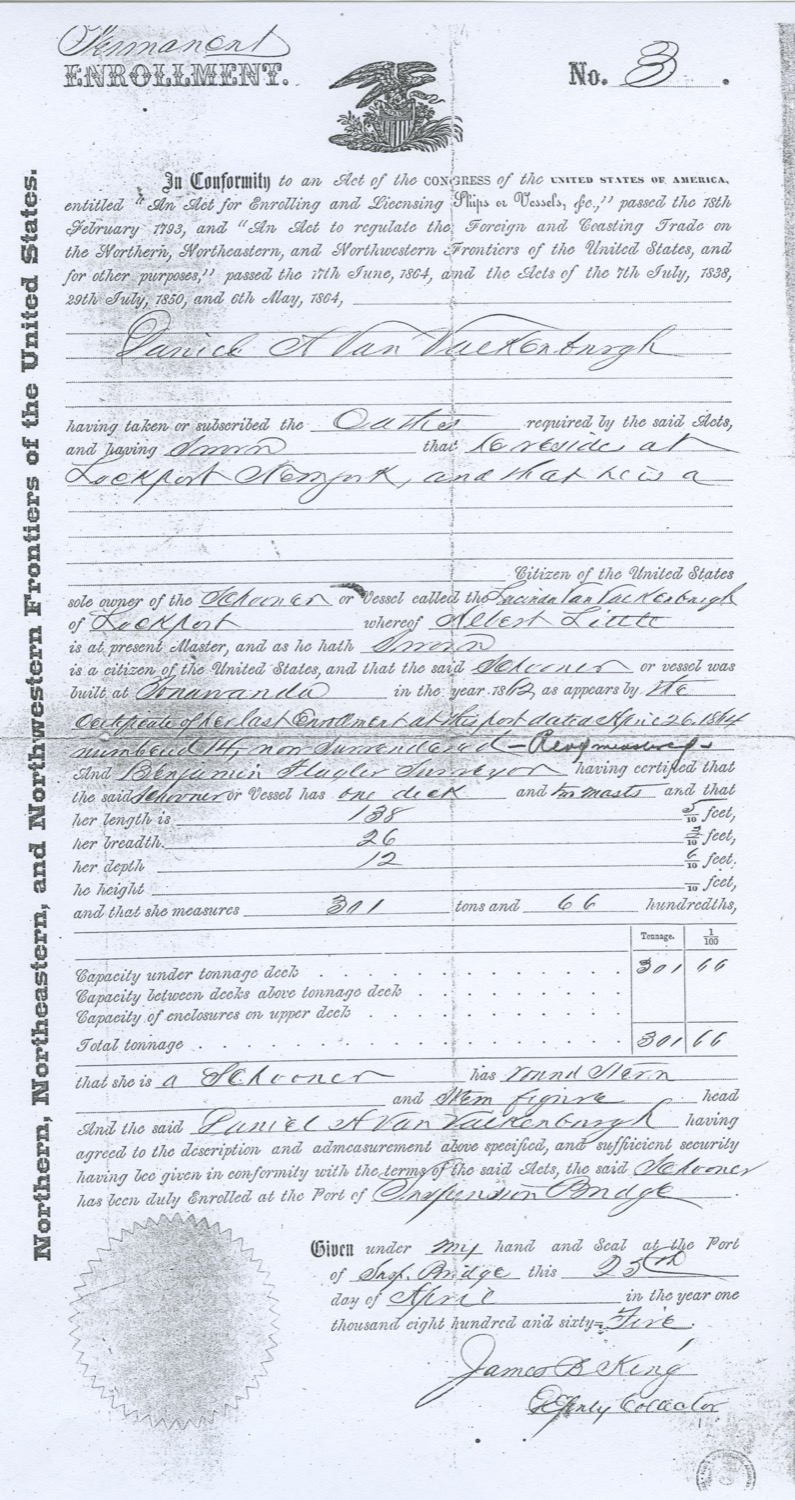 Permanent
ENROLLMENT.
No. 3.
Northern, Northeastern, and Northwestern Frontiers of the United States.
In Conformity to an Act of the CONGRESS of the UNITED STATES OF AMERICA,
entitled "An Act for Enrolling and Licensing Ships or Vessels, &c.," passed the 18th
February 1793, and "An Act to regulate the Foreign and Coasting Trade on
the Northern, Northeastern, and Northwestern Frontiers of the United States, and
for other purposes," passed the 17th June, 1864, and the Acts of the 7th July, 1838,
29th July, 1850, and 6th May, 1864,
Daniel A Van Valkenburgh
having taken or subscribed the Oathes required by the said Acts,
and having Sworn that he reside at
Lockport Newyork, and that he is a
Citizen of the United States
sole owner of the Schooner or Vessel called the Lucinda Van Valkenburgh
of Lockport whereof Albert Little
is at present Master, and as he hath Sworn
is a citizen of the United States, and that the said Schooner or vessel was
built at Tonawanda in the year 1862, as appears by the
Certificate of her last Enrollment at this port dated April 26. 1864
numbered 14, now Surrendered -
And Benjamin Flagler Surveyor having certified that
the said Schooner or Vessel has one deck and two masts and that
her length is 138 5/10 feet,
her breadth. 26 /10 feet,
her depth 12 6/10 feet.
he height /10 feet,
and that she measures 301 tons and 66 hundredths,
Tonnage. 1/100
Capacity under tonnage deck 301 66
Capacity between decks above tonnage deck
Capacity of enclosures on upper deck
Total tonnage 301 66
that she is a Schooner has round Stern
and Stem figure head
And the said Daniel A Van Valkenburgh having
agreed to the description and admeasurement above specified, and sufficient security
having bee given in conformity with the terms of the said Acts, the said Schooner
has been duly Enrolled at the Port of Suspension Bridge.
Given under my hand and Seal at the Port
of Susp. Bridge this 25th
day of April in the year one
thousand eight hundred and sixty-Five.
James B King
Deputy Collector